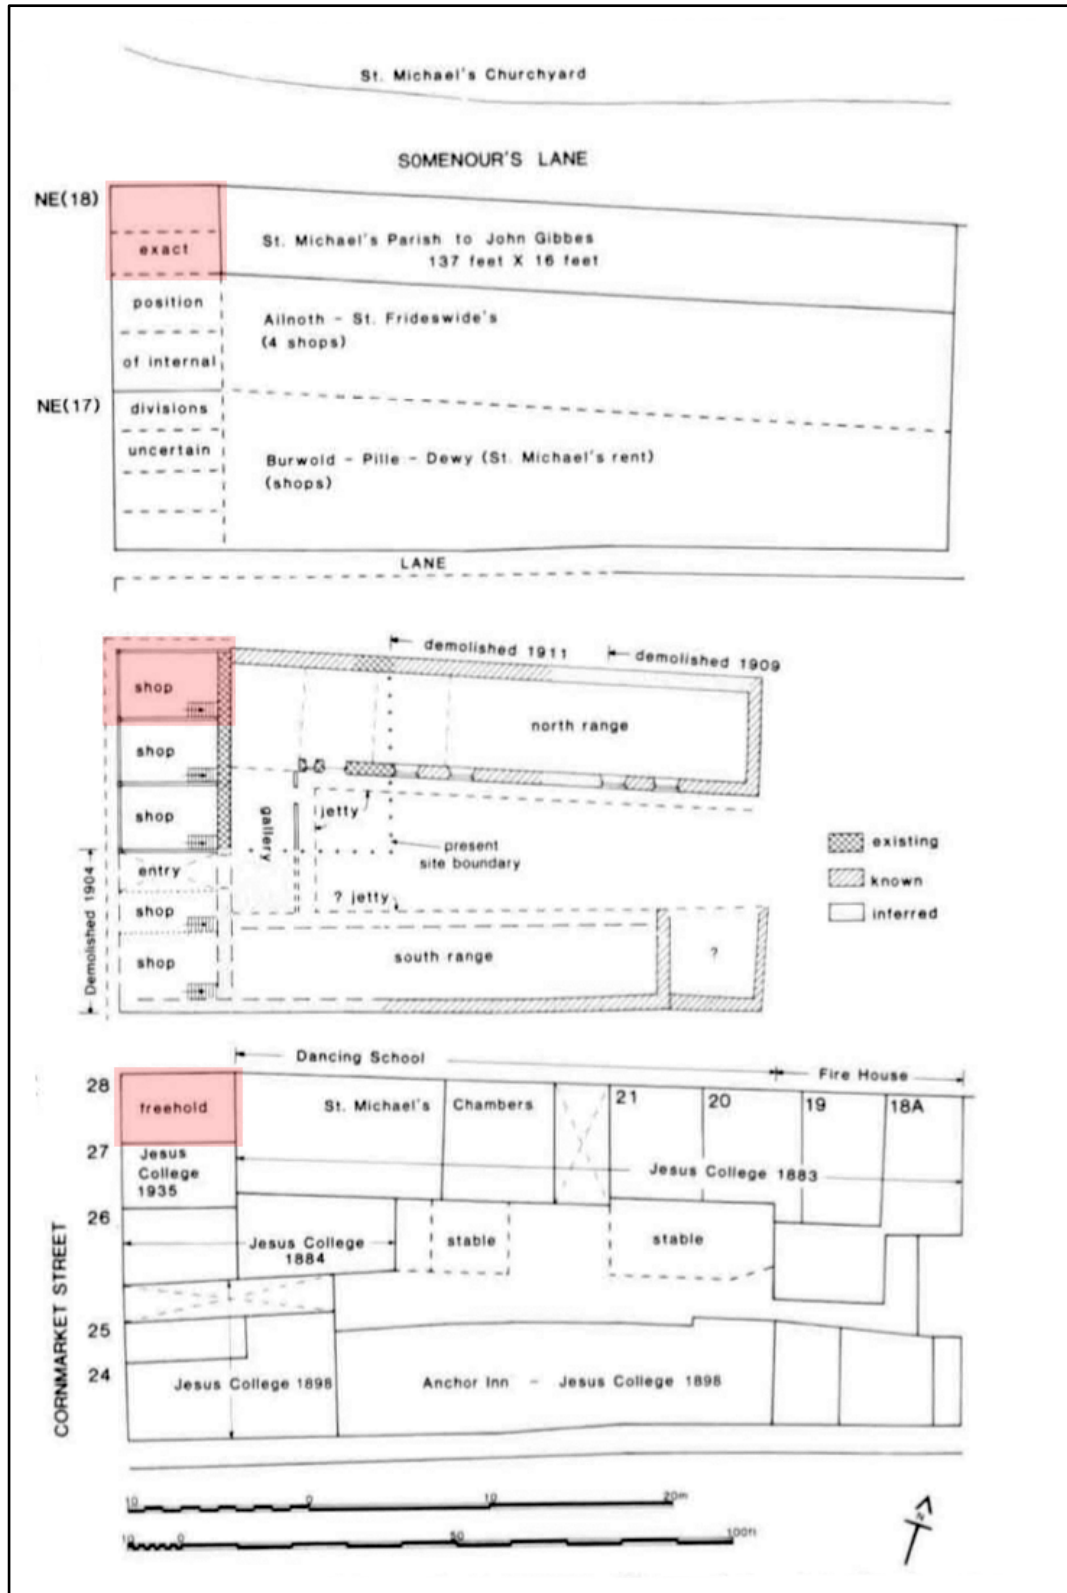 St. Michael's Churchyard
SOMENOUR'S LANE
NE(18)
exact
St. Michael's Parish to John Gibbes
137 feet X 16 feet
position
Ailnoth - St. Frideswide's
(4 shops)
of internal
NE(17)
divisions
uncertain
Burwold - Pille - Dewy (St. Michael's rent)
(shops)
LANE
demolished 1911
demolished 1909
shop
north range
shop
shop
gallery
jetty
present
site boundary
existing
known
inferred
entry
? jetty
shop
shop
south range
?
Demolished 1904
Dancing School
Fire House
28
freehold
St. Michael's Chambers
21
20
19
18A
27
Jesus
College
1935
Jesus College 1883
26
Jesus College
1884
stable
stable
CORNMARKET STREET
25
24
Jesus College 1898
Anchor Inn - Jesus College 1898
10 0 10 20m
10 0 50 100ft
N